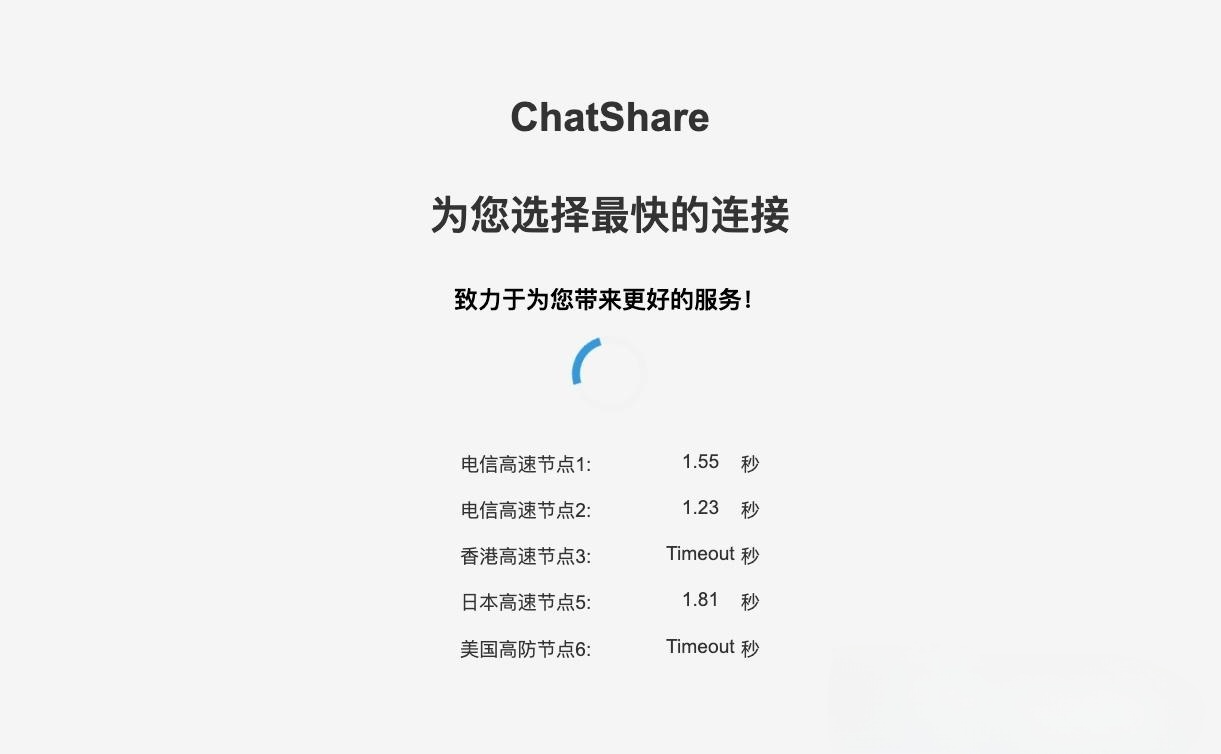 ChatShare
为您选择最快的连接
致力于为您带来更好的服务！
电信高速节点1: 1.55 秒
电信高速节点2: 1.23 秒
香港高速节点3: Timeout 秒
日本高速节点5: 1.81 秒
美国高防节点6: Timeout 秒